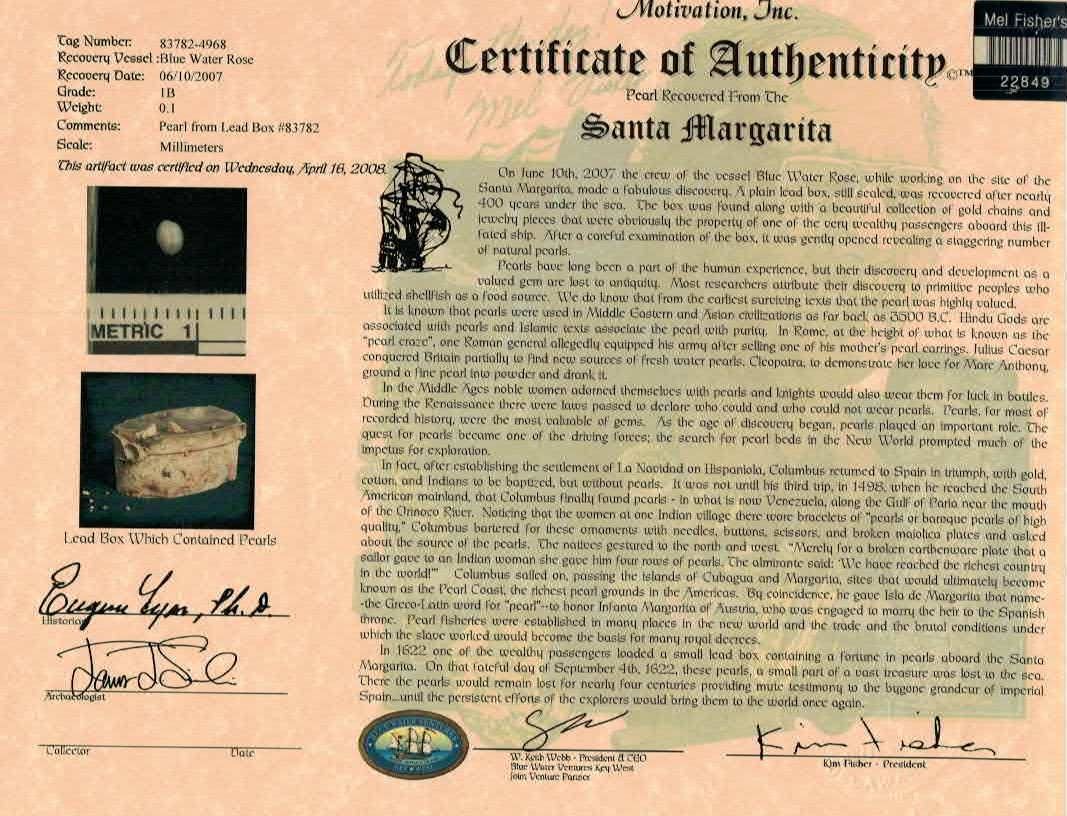 Motivation, Inc.
Certificate of Authenticity ©™
Pearl Recovered From The
Santa Margarita
Mel Fisher's
22849
Tag Number: 83782-4968
Recovery Vessel :Blue Water Rose
Recovery Date: 06/10/2007
Grade: 1B
Weight: 0.1
Comments: Pearl from Lead Box #83782
Scale: Millimeters
This artifact was certified on Wednesday, April 16, 2008.
METRIC 1
Lead Box Which Contained Pearls
Eugene Lyon, Ph.D.
Historian
Archaeologist
Collector Date
On June 10th, 2007 the crew of the vessel Blue Water Rose, while working on the site of the
Santa Margarita, made a fabulous discovery. A plain lead box, still sealed, was recovered after nearly
400 years under the sea. The box was found along with a beautiful collection of gold chains and
jewelry pieces that were obviously the property of one of the very wealthy passengers aboard this ill-
fated ship. After a careful examination of the box, it was gently opened revealing a staggering number
of natural pearls.
Pearls have long been a part of the human experience, but their discovery and development as a
valued gem are lost to antiquity. Most researchers attribute their discovery to primitive peoples who
utilized shellfish as a food source. We do know that from the earliest surviving texts that the pearl was highly valued.
It is known that pearls were used in Middle Eastern and Asian civilizations as far back as 3500 B.C. Hindu Gods are
associated with pearls and Islamic texts associate the pearl with purity. In Rome, at the height of what is known as the
"pearl craze", one Roman general allegedly equipped his army after selling one of his mother's pearl earrings. Julius Caesar
conquered Britain partially to find new sources of fresh water pearls. Cleopatra, to demonstrate her love for Marc Anthony,
ground a fine pearl into powder and drank it.
In the Middle Ages noble women adorned themselves with pearls and knights would also wear them for luck in battles.
During the Renaissance there were laws passed to declare who could and who could not wear pearls. Pearls, for most of
recorded history, were the most valuable of gems. As the age of discovery began, pearls played an important role. The
quest for pearls became one of the driving forces; the search for pearl beds in the New World prompted much of the
impetus for exploration.
In fact, after establishing the settlement of La Navidad on Hispaniola, Columbus returned to Spain in triumph, with gold,
cotton, and Indians to be baptized, but without pearls. It was not until his third trip, in 1498, when he reached the South
American mainland, that Columbus finally found pearls - in what is now Venezuela, along the Gulf of Paria near the mouth
of the Orinoco River. Noticing that the women at one Indian village there wore bracelets of "pearls or baroque pearls of high
quality," Columbus bartered for these ornaments with needles, buttons, scissors, and broken majolica plates and asked
about the source of the pearls. The natives gestured to the north and west. "Merely for a broken earthenware plate that a
sailor gave to an Indian woman she gave him four rows of pearls. The almirante said: 'We have reached the richest country
in the world!'" Columbus sailed on, passing the islands of Cubagua and Margarita, sites that would ultimately become
known as the Pearl Coast, the richest pearl grounds in the Americas. By coincidence, he gave Isla de Margarita that name-
-the Greco-Latin word for "pearl"--to honor Infanta Margarita of Austria, who was engaged to marry the heir to the Spanish
throne. Pearl fisheries were established in many places in the new world and the trade and the brutal conditions under
which the slave worked would become the basis for many royal decrees.
In 1622 one of the wealthy passengers loaded a small lead box containing a fortune in pearls aboard the Santa
Margarita. On that fateful day of September 4th, 1622, these pearls, a small part of a vast treasure was lost to the sea.
There the pearls would remain lost for nearly four centuries providing mute testimony to the bygone grandeur of imperial
Spain...until the persistent efforts of the explorers would bring them to the world once again.
W. Keith Webb - President & CEO
Blue Water Ventures Key West
Joint Venture Partner
Kim Fisher
Kim Fisher - President